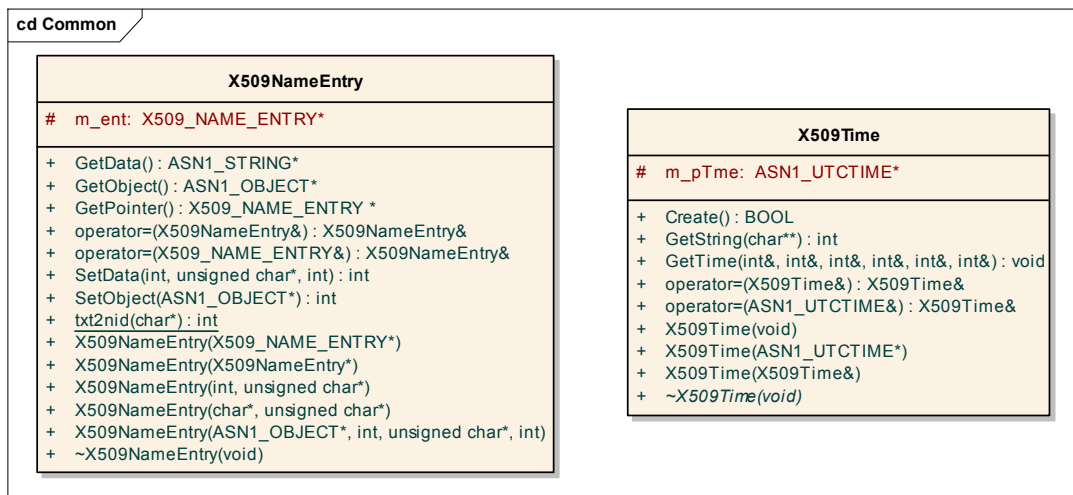 cd Common
X509NameEntry
# m_ent: X509_NAME_ENTRY*
+ GetData() : ASN1_STRING*
+ GetObject() : ASN1_OBJECT*
+ GetPointer() : X509_NAME_ENTRY *
+ operator=(X509NameEntry&) : X509NameEntry&
+ operator=(X509_NAME_ENTRY&) : X509NameEntry&
+ SetData(int, unsigned char*, int) : int
+ SetObject(ASN1_OBJECT*) : int
+ txt2nid(char*) : int
+ X509NameEntry(X509_NAME_ENTRY*)
+ X509NameEntry(X509NameEntry*)
+ X509NameEntry(int, unsigned char*)
+ X509NameEntry(char*, unsigned char*)
+ X509NameEntry(ASN1_OBJECT*, int, unsigned char*, int)
+ ~X509NameEntry(void)
X509Time
# m_pTme: ASN1_UTCTIME*
+ Create() : BOOL
+ GetString(char**) : int
+ GetTime(int&, int&, int&, int&, int&, int&) : void
+ operator=(X509Time&) : X509Time&
+ operator=(ASN1_UTCTIME&) : X509Time&
+ X509Time(void)
+ X509Time(ASN1_UTCTIME*)
+ X509Time(X509Time&)
+ ~X509Time(void)